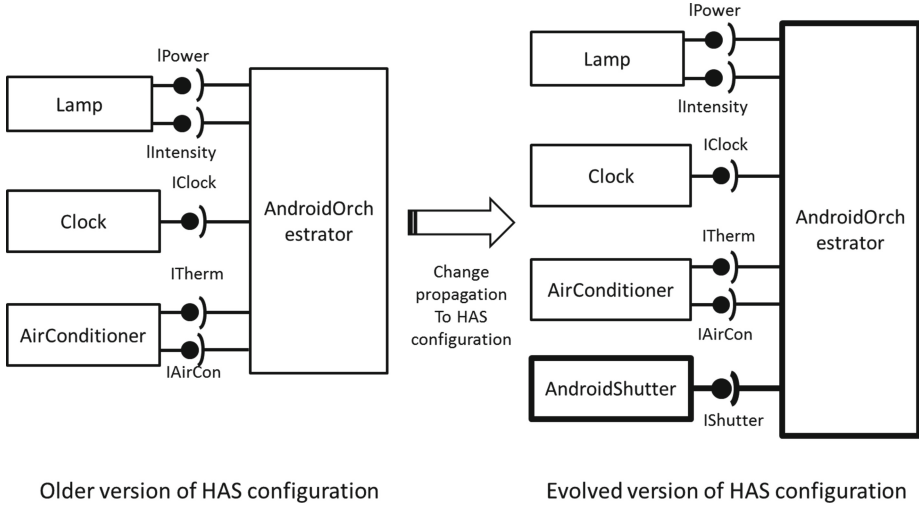 IPower
Lamp
IIntensity
IClock
Clock
ITherm
AirConditioner
IAirCon
AndroidOrch
estrator
Change
propagation
To HAS
configuration
IPower
Lamp
IIntensity
IClock
Clock
ITherm
AirConditioner
IAirCon
AndroidShutter
IShutter
AndroidOrch
estrator
Older version of HAS configuration
Evolved version of HAS configuration